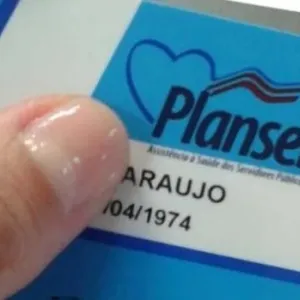 Planse
Assistência à Saúde dos Servidores Públic
ARAUJO
/04/1974